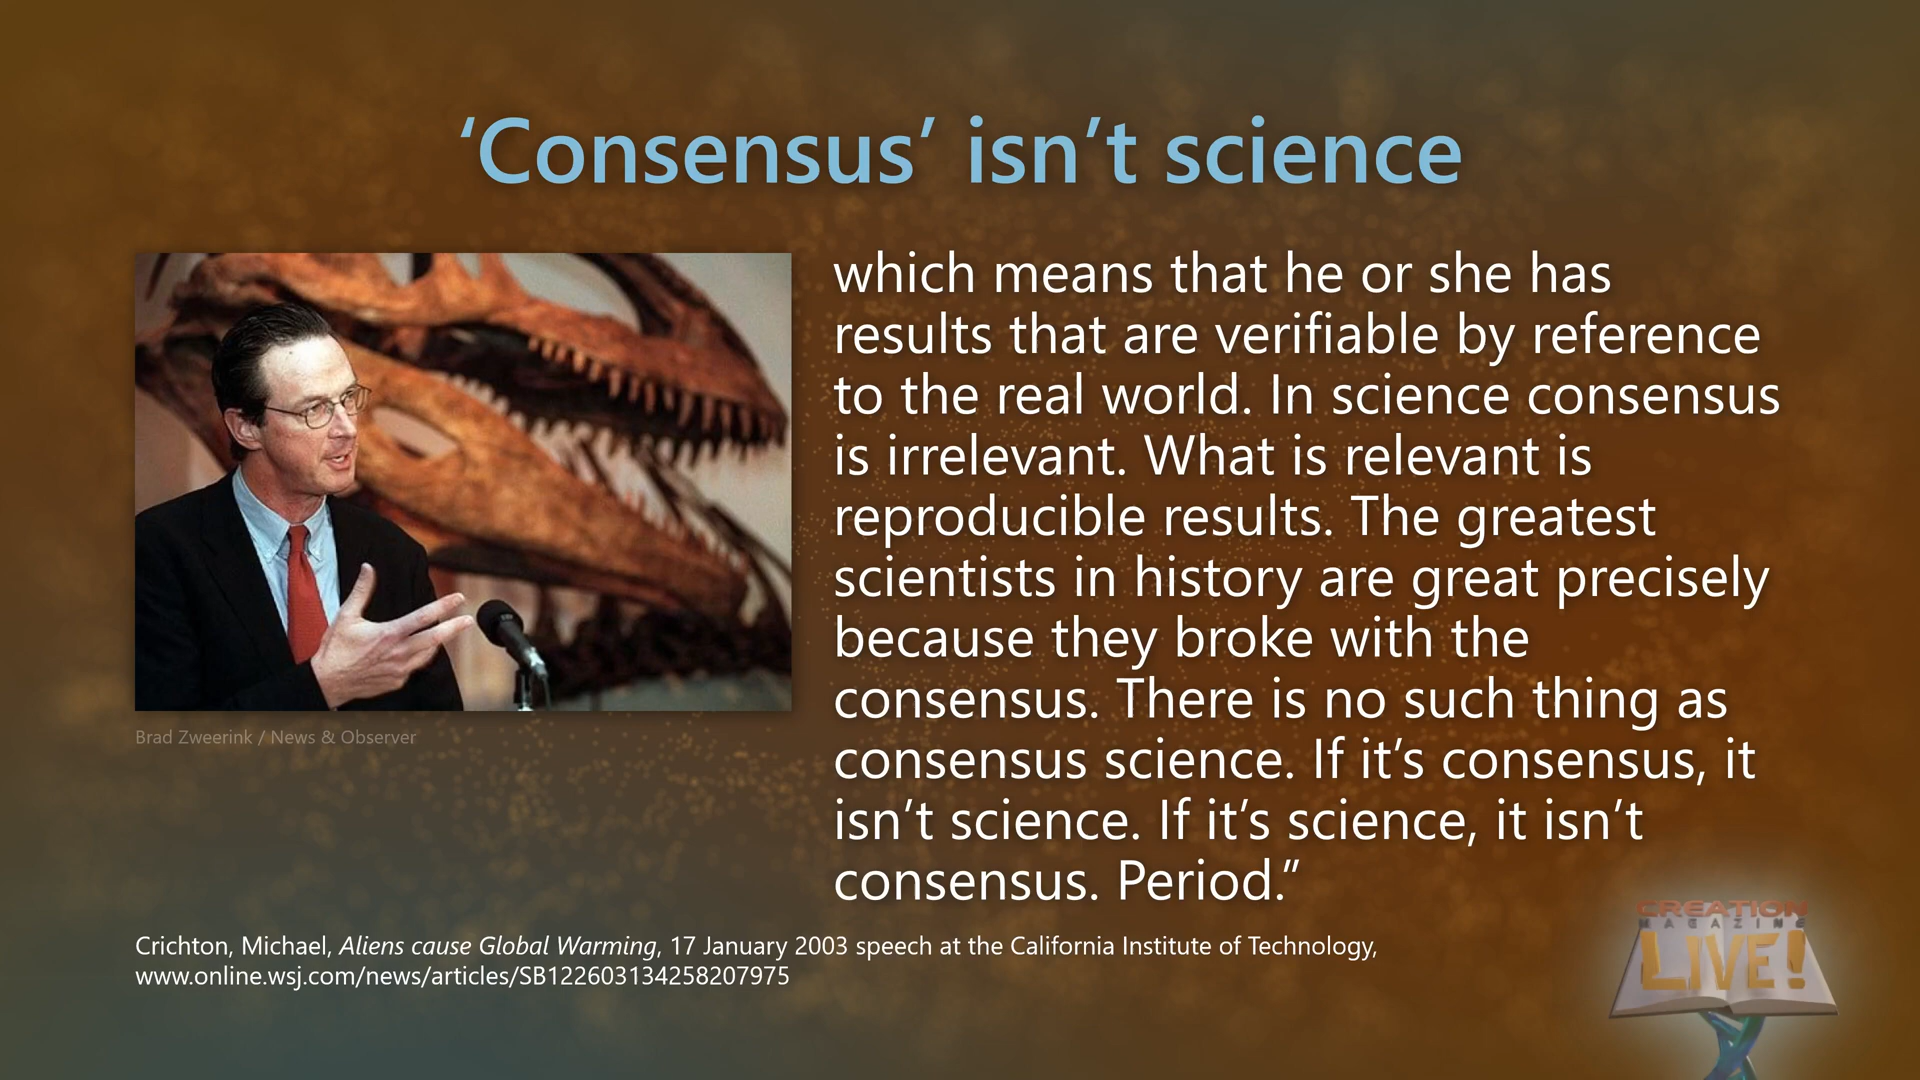 ‘Consensus’ isn’t science
which means that he or she has
results that are verifiable by reference
to the real world. In science consensus
is irrelevant. What is relevant is
reproducible results. The greatest
scientists in history are great precisely
because they broke with the
consensus. There is no such thing as
consensus science. If it’s consensus, it
isn’t science. If it’s science, it isn’t
consensus. Period.”
Brad Zweerink / News & Observer
Crichton, Michael, Aliens cause Global Warming, 17 January 2003 speech at the California Institute of Technology,
www.online.wsj.com/news/articles/SB122603134258207975
CREATION
MAGAZINE
LIVE!